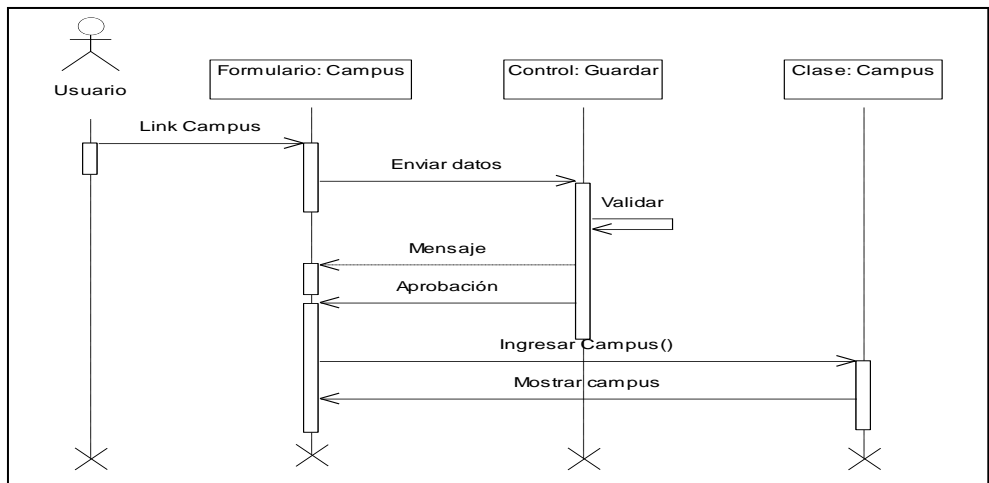 Usuario
Formulario: Campus
Control: Guardar
Clase: Campus
Link Campus
Enviar datos
Validar
Mensaje
Aprobación
Ingresar Campus()
Mostrar campus